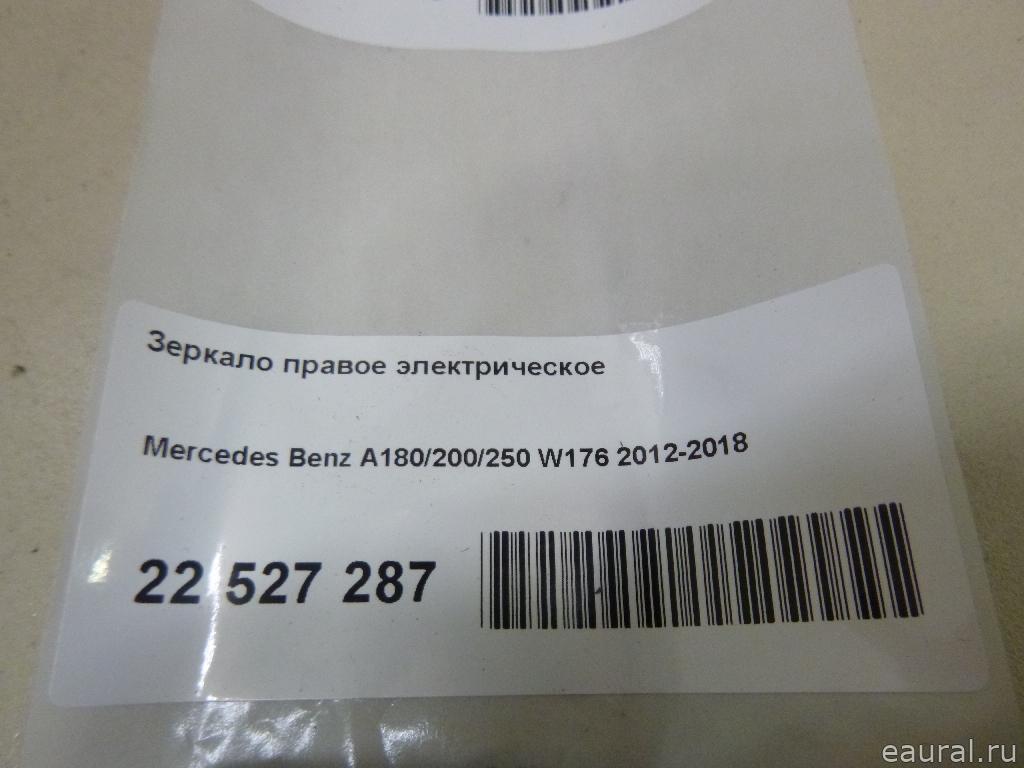 Зеркало правое электрическое
Mercedes Benz A180/200/250 W176 2012-2018
22 527 287
eaural.ru